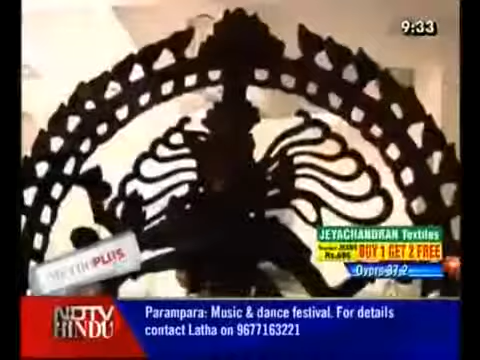 9:33
JEYACHANDRAN Textiles
BUY 1 GET 2 FREE
MetroPLUS
NDTV
HINDU
Parampara: Music & dance festival. For details
contact Latha on 9677163221